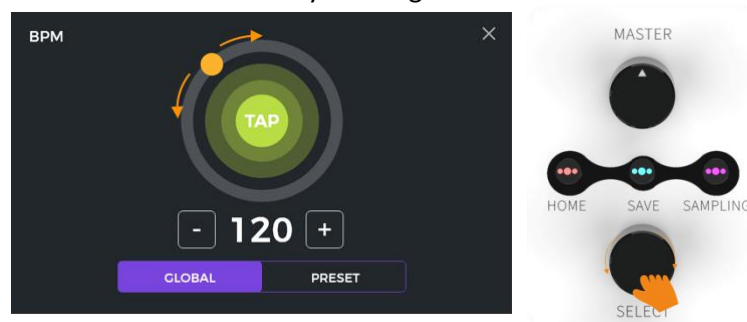 BPM
TAP
- 120 +
GLOBAL PRESET
MASTER
HOME SAVE SAMPLING
SELECT